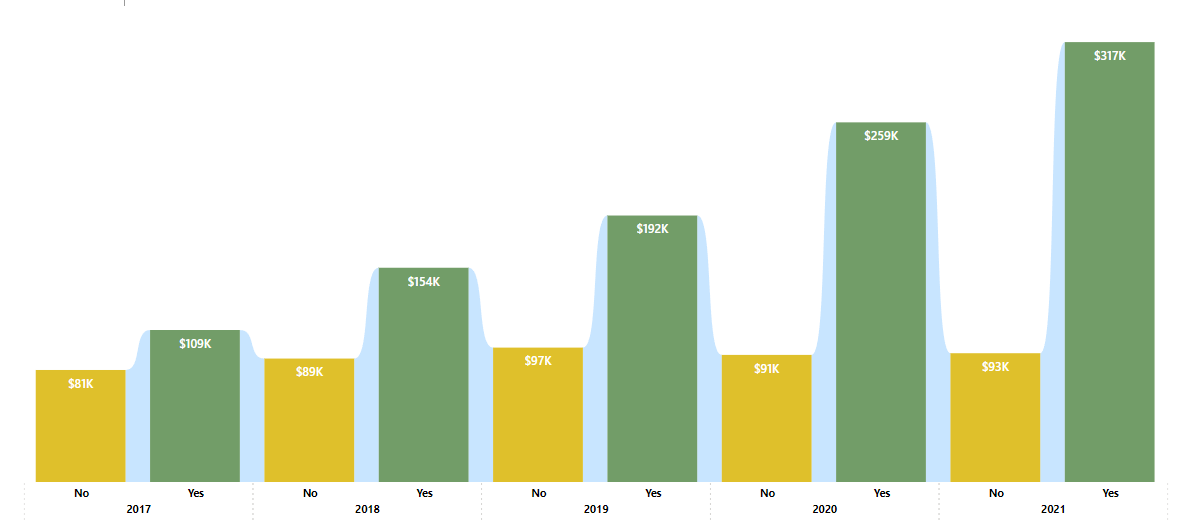 $317K
$259K
$192K
$154K
$109K
$97K
$93K
$91K
$89K
$81K
No Yes No Yes No Yes No Yes No Yes
2017 2018 2019 2020 2021